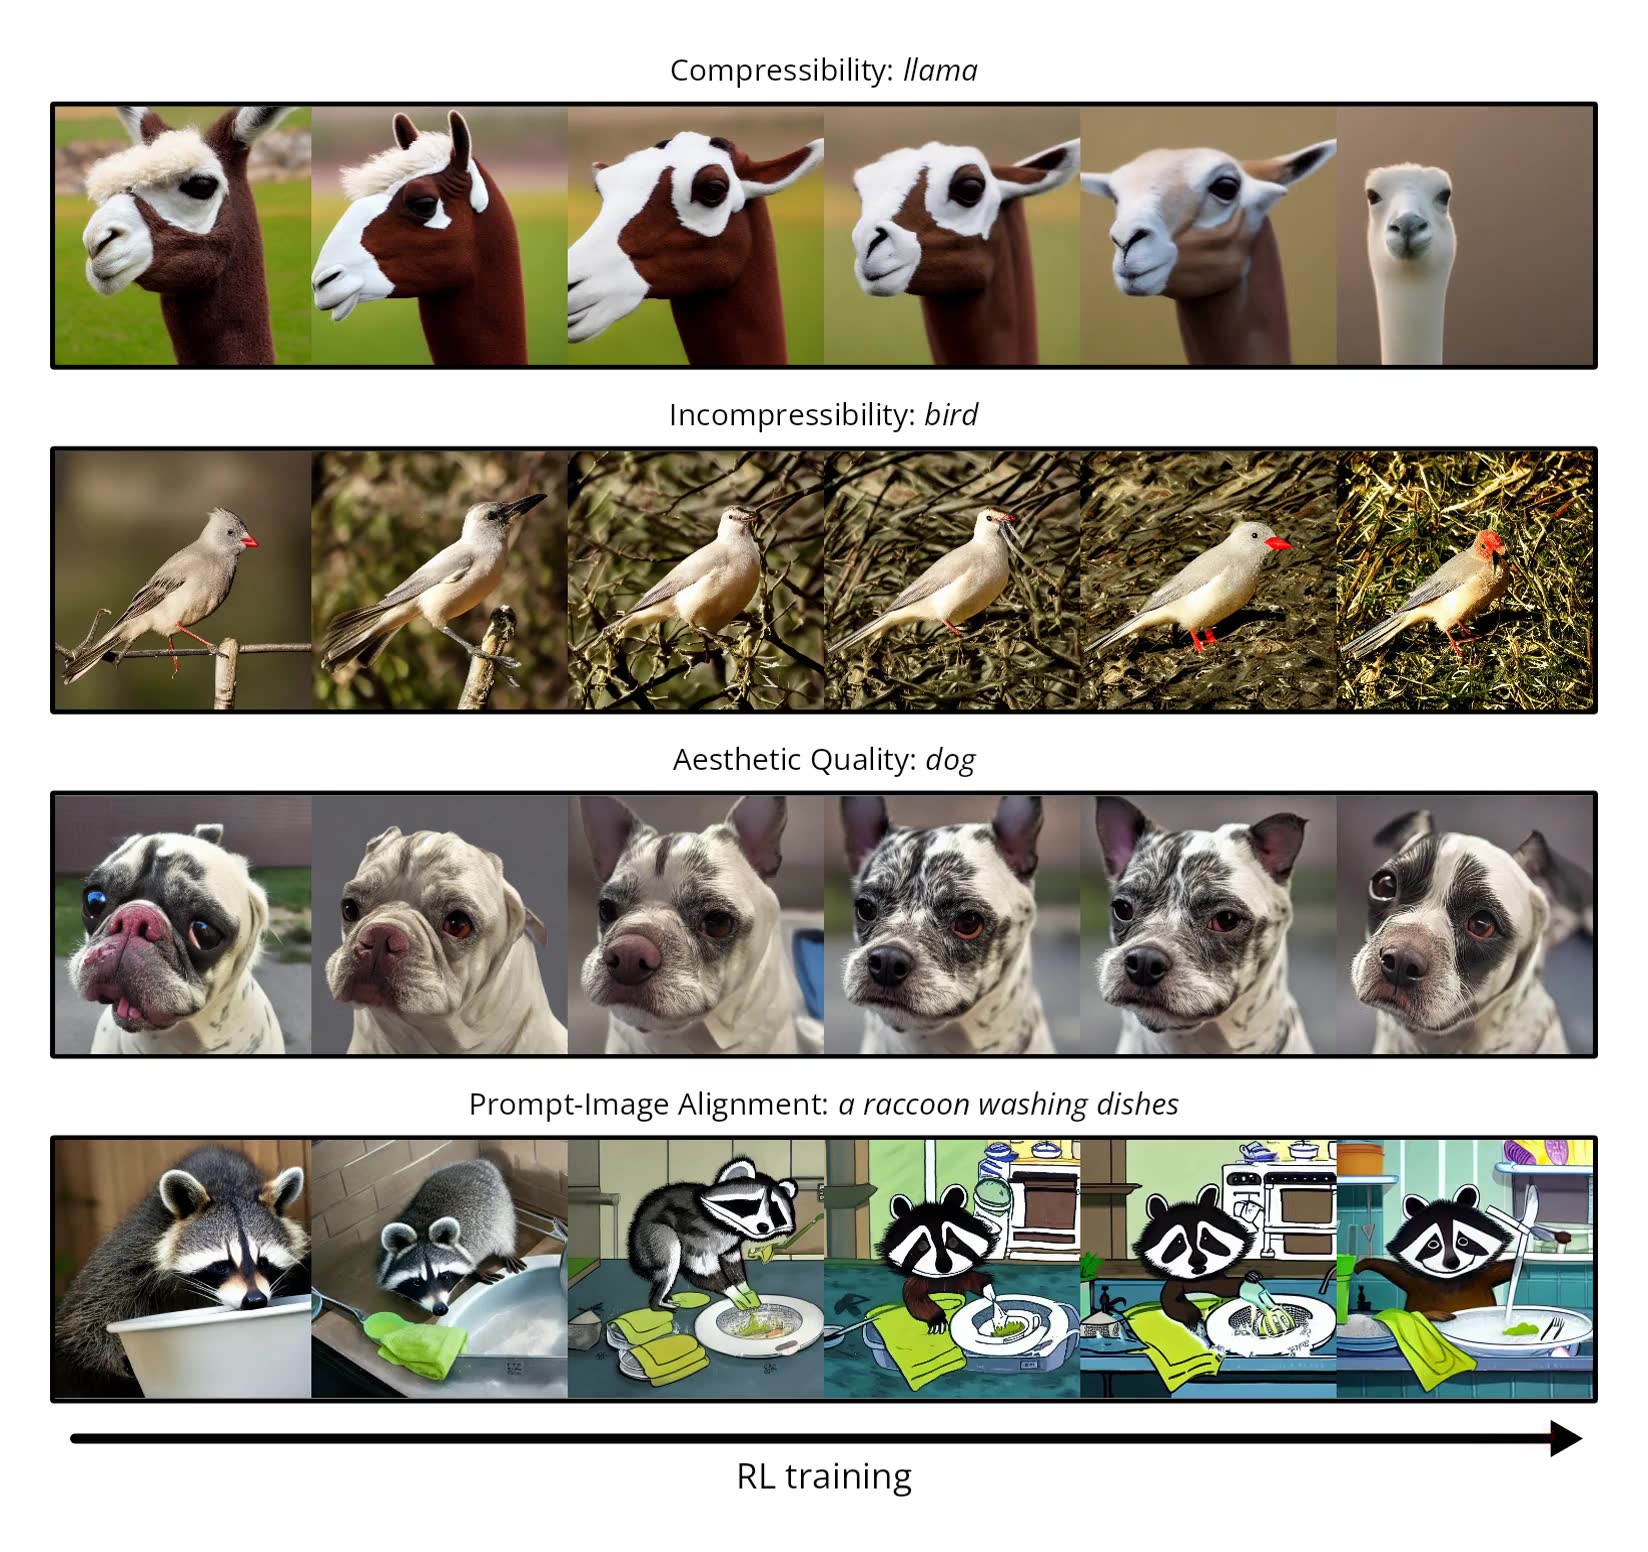 Compressibility: llama
Incompressibility: bird
Aesthetic Quality: dog
Prompt-Image Alignment: a raccoon washing dishes
RL training